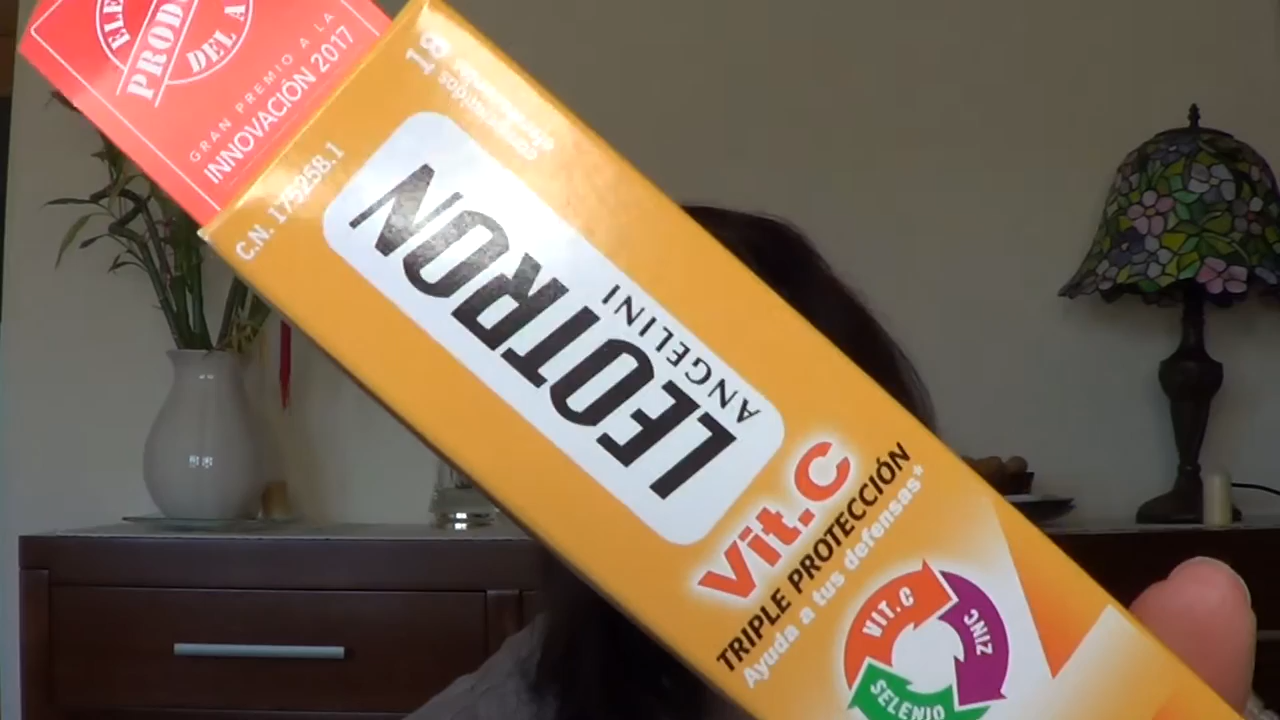 ELE
PRODU
DEL A
GRAN PREMIO A LA
INNOVACIÓN 2017
C.N. 175258.1
18
LEOTRON
ANGELINI
Vit.C
TRIPLE PROTECCIÓN
Ayuda a tus defensas*
VIT. C
ZINC
SELENIO